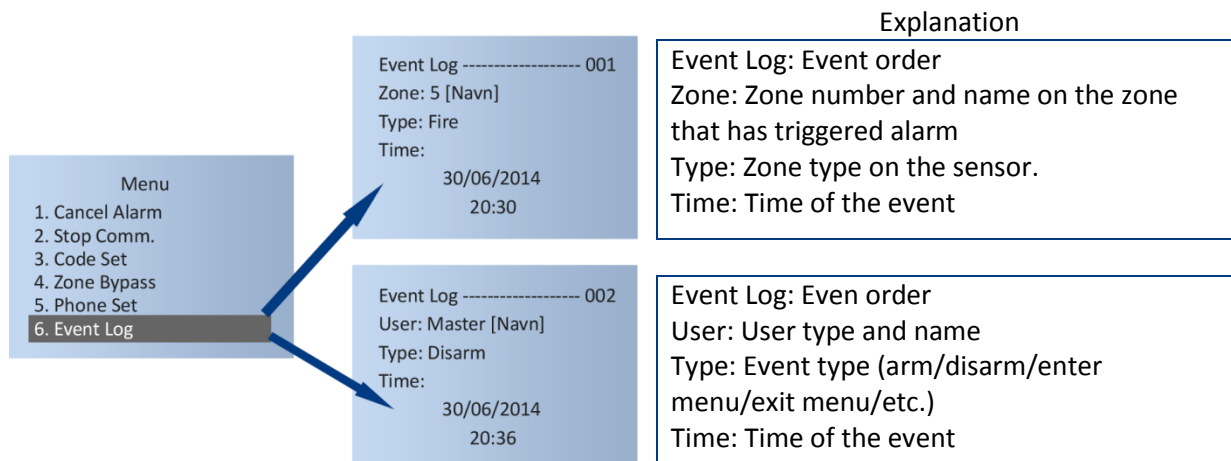 Menu
1. Cancel Alarm
2. Stop Comm.
3. Code Set
4. Zone Bypass
5. Phone Set
6. Event Log
Event Log ------------------- 001
Zone: 5 [Navn]
Type: Fire
Time:
30/06/2014
20:30
Explanation
Event Log: Event order
Zone: Zone number and name on the zone
that has triggered alarm
Type: Zone type on the sensor.
Time: Time of the event
Event Log ------------------- 002
User: Master [Navn]
Type: Disarm
Time:
30/06/2014
20:36
Event Log: Even order
User: User type and name
Type: Event type (arm/disarm/enter
menu/exit menu/etc.)
Time: Time of the event